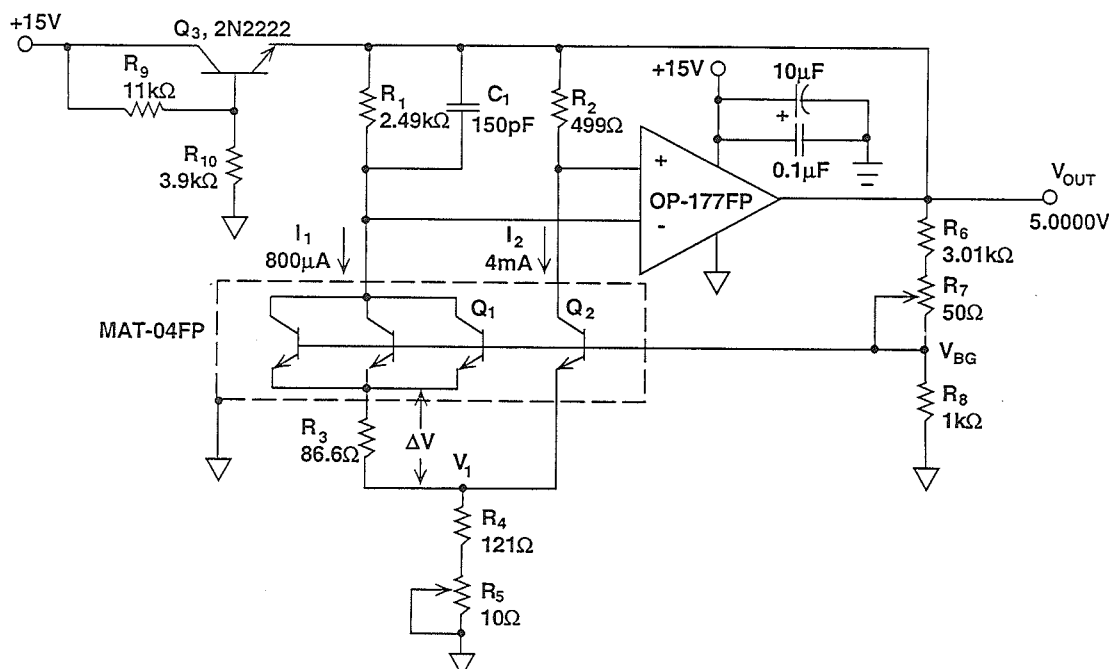 +15V
Q3, 2N2222
R9
11kΩ
R10
3.9kΩ
R1
2.49kΩ
C1
150pF
R2
499Ω
+15V
10µF
+
0.1µF
+
-
OP-177FP
VOUT
5.0000V
R6
3.01kΩ
R7
50Ω
VBG
R8
1kΩ
I1
800µA
I2
4mA
MAT-04FP
Q1
Q2
R3
86.6Ω
ΔV
V1
R4
121Ω
R5
10Ω